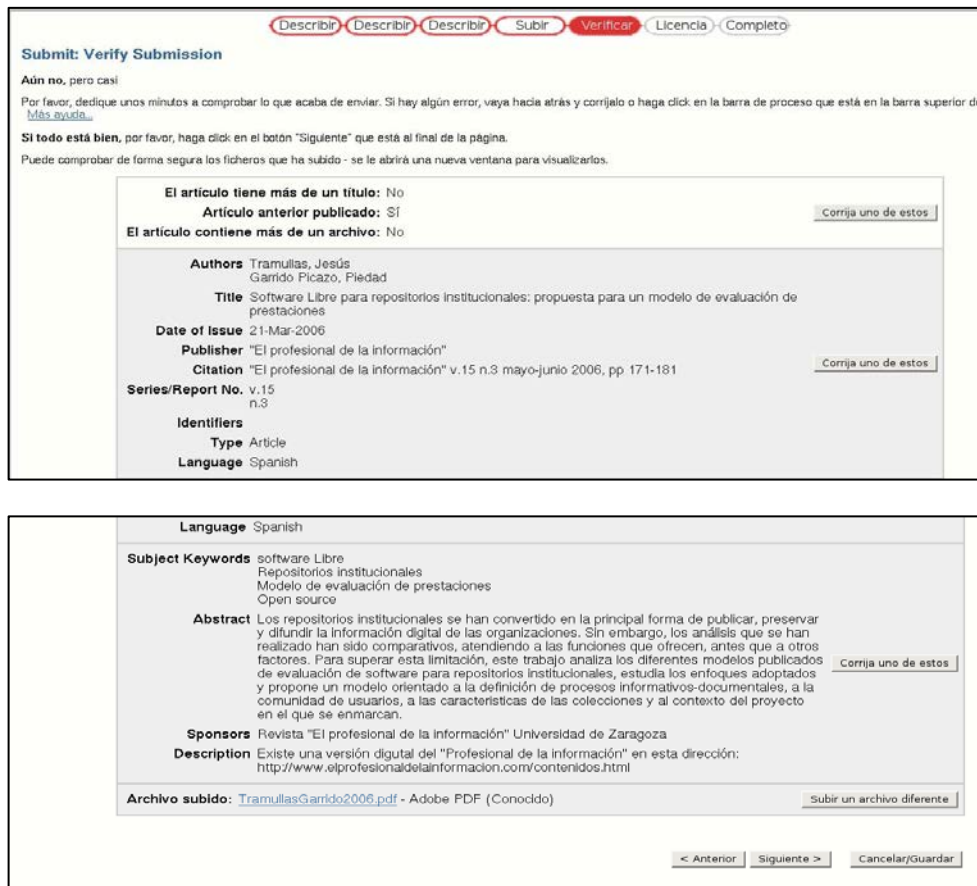 Describir Describir Describir Subir Verificar Licencia Completo
Submit: Verify Submission
Aún no, pero casi
Por favor, dedique unos minutos a comprobar lo que acaba de enviar. Si hay algún error, vaya hacia atrás y corríjalo o haga click en la barra de proceso que está en la barra superior d
Más ayuda...
Si todo está bien, por favor, haga click en el botón "Siguiente" que está al final de la página.
Puede comprobar de forma segura los ficheros que ha subido - se le abrirá una nueva ventana para visualizarlos.
El artículo tiene más de un título: No
Artículo anterior publicado: Sí
Corrija uno de estos
El artículo contiene más de un archivo: No
Authors Tramullas, Jesús
Garrido Picazo, Piedad
Title Software Libre para repositorios institucionales: propuesta para un modelo de evaluación de
prestaciones
Date of Issue 21-Mar-2006
Publisher "El profesional de la información"
Corrija uno de estos
Citation "El profesional de la información" v.15 n.3 mayo-junio 2006, pp 171-181
Series/Report No. v.15
n.3
Identifiers
Type Article
Language Spanish
Language Spanish
Subject Keywords software Libre
Repositorios institucionales
Modelo de evaluación de prestaciones
Open source
Abstract Los repositorios institucionales se han convertido en la principal forma de publicar, preservar
y difundir la información digital de las organizaciones. Sin embargo, los análisis que se han
realizado han sido comparativos, atendiendo a las funciones que ofrecen, antes que a otros
factores. Para superar esta limitación, este trabajo analiza los diferentes modelos publicados
Corrija uno de estos
de evaluación de software para repositorios institucionales, estudia los enfoques adoptados
y propone un modelo orientado a la definición de procesos informativos-documentales, a la
comunidad de usuarios, a las características de las colecciones y al contexto del proyecto
en el que se enmarcan.
Sponsors Revista "El profesional de la información" Universidad de Zaragoza
Description Existe una versión digutal del "Profesional de la información" en esta dirección:
http://www.elprofesionaldelainformacion.com/contenidos.html
Archivo subido: TramullasGarrido2006.pdf - Adobe PDF (Conocido) Subir un archivo diferente
< Anterior Siguiente > Cancelar/Guardar